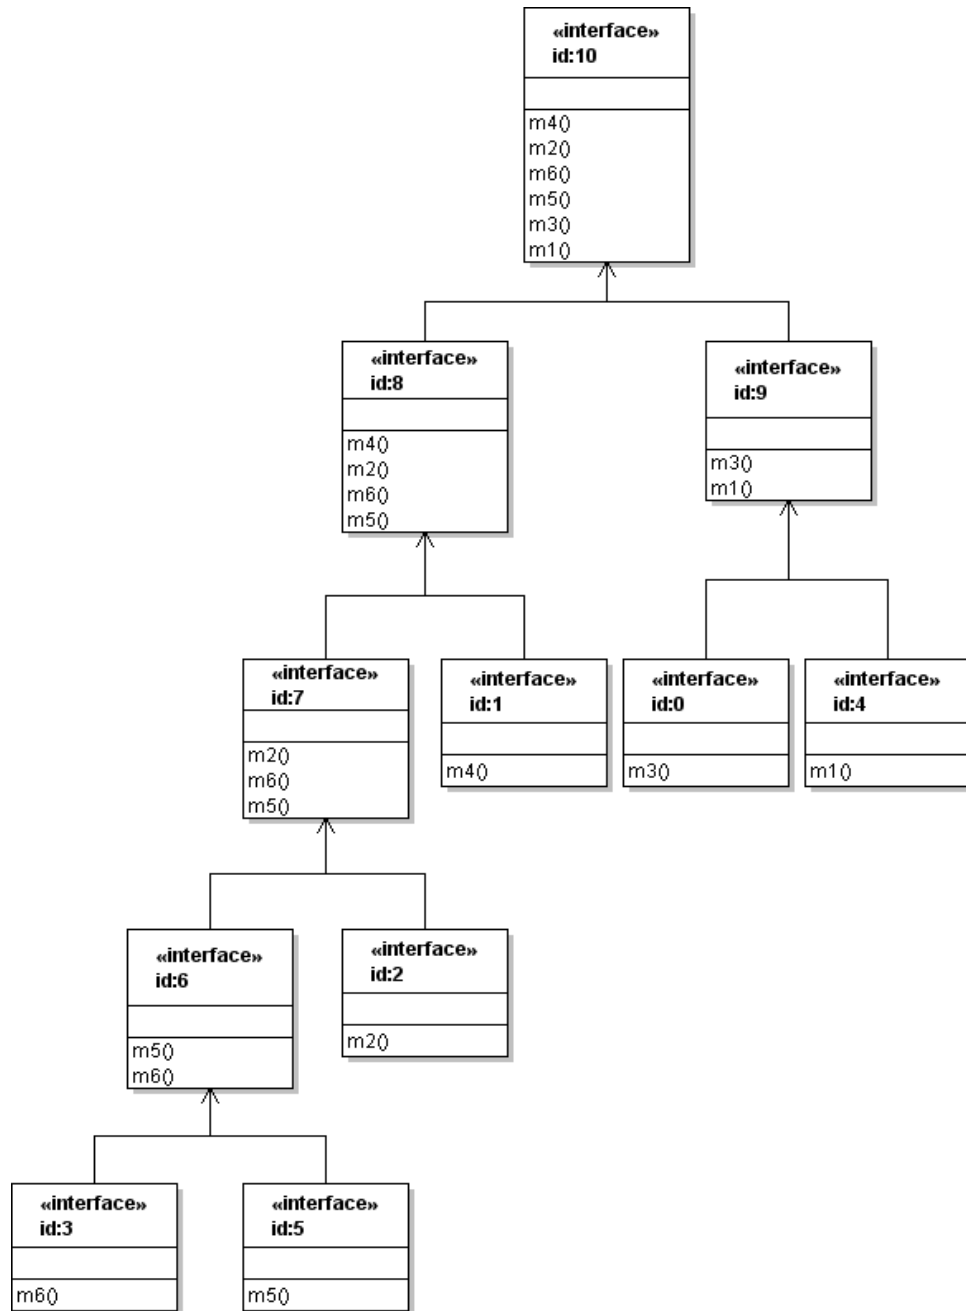 «interface»
id:10
m4()
m2()
m6()
m5()
m3()
m1()
«interface»
id:8
m4()
m2()
m6()
m5()
«interface»
id:9
m3()
m1()
«interface»
id:7
m2()
m6()
m5()
«interface»
id:1
m4()
«interface»
id:0
m3()
«interface»
id:4
m1()
«interface»
id:6
m5()
m6()
«interface»
id:2
m2()
«interface»
id:3
m6()
«interface»
id:5
m5()